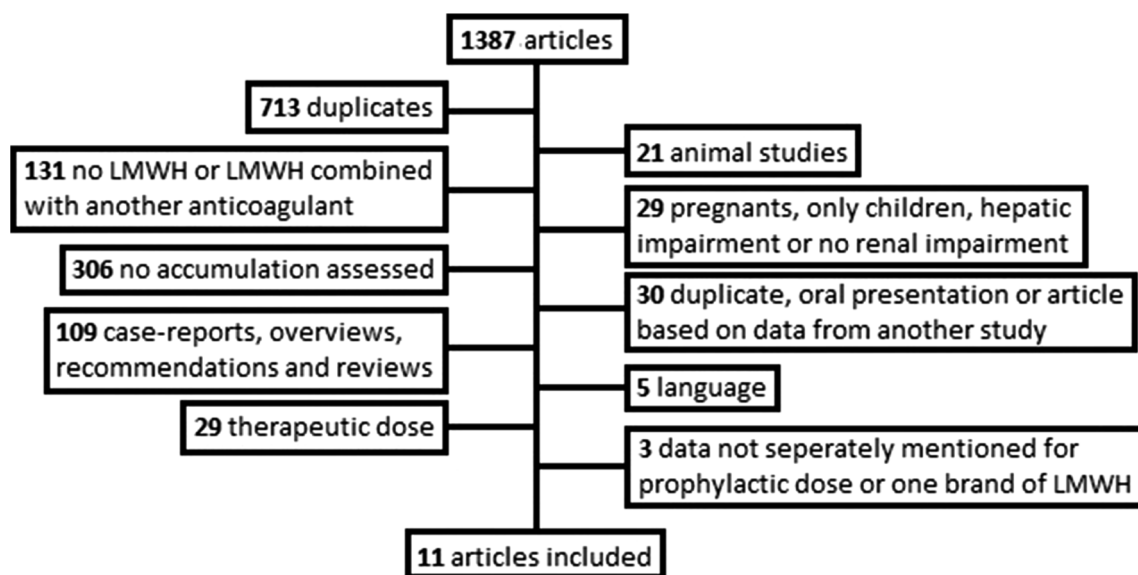 1387 articles
713 duplicates
21 animal studies
131 no LMWH or LMWH combined
with another anticoagulant
29 pregnants, only children, hepatic
impairment or no renal impairment
306 no accumulation assessed
30 duplicate, oral presentation or article
based on data from another study
109 case-reports, overviews,
recommendations and reviews
5 language
29 therapeutic dose
3 data not seperately mentioned for
prophylactic dose or one brand of LMWH
11 articles included